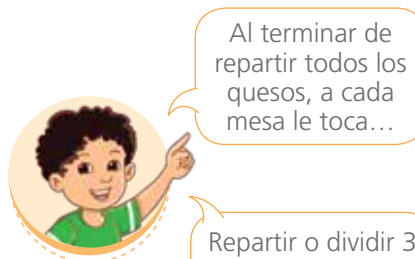 Al terminar de
repartir todos los
quesos, a cada
mesa le toca…
Repartir o dividir 3